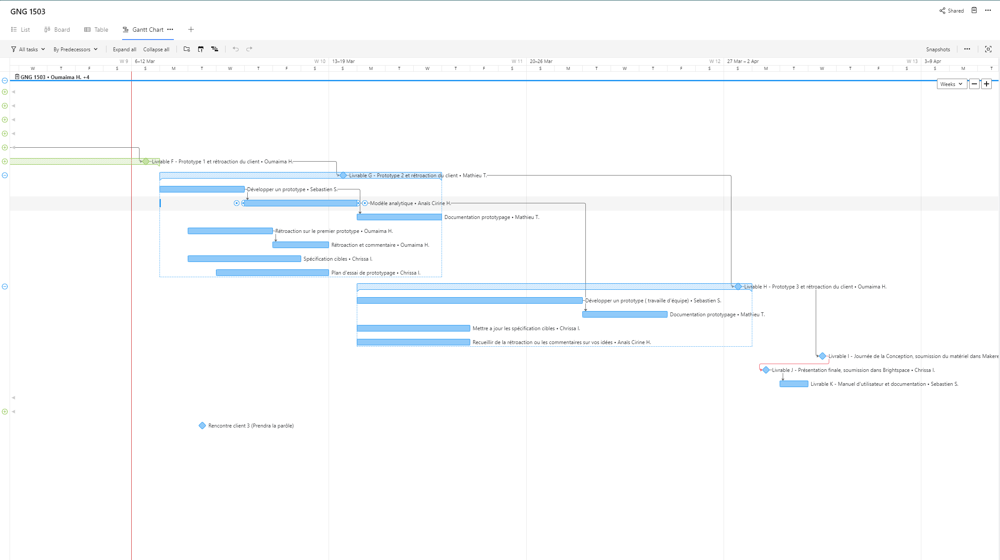 GNG 1503
Shared
List Board Table Gantt Chart
All tasks By Predecessors Expand all Collapse all Snapshots
W 9 6–12 Mar W 10 13–19 Mar W 11 20–26 Mar W 12 27 Mar – 2 Apr W 13 3–9 Apr
W T F S S M T W T F S S M T W T F S S M T W T F S S M T W T F S S M T
GNG 1503 • Oumaima H. +4
Weeks
Livrable F - Prototype 1 et rétroaction du client • Oumaima H.
Livrable G - Prototype 2 et rétroaction du client • Mathieu T.
Développer un prototype • Sebastien S.
Modèle analytique • Anaïs Cirine H.
Documentation prototypage • Mathieu T.
Rétroaction sur le premier prototype • Oumaima H.
Rétroaction et commentaire • Oumaima H.
Spécification cibles • Chrissa I.
Plan d'essai de prototypage • Chrissa I.
Livrable H - Prototype 3 et rétroaction du client • Oumaima H.
Développer un prototype ( travaille d'équipe) • Sebastien S.
Documentation prototypage • Mathieu T.
Mettre a jour les spécification cibles • Chrissa I.
Recueillir de la rétroaction ou les commentaires sur vos idées • Anaïs Cirine H.
Livrable I - Journée de la Conception, soumission du matériel dans Makere
Livrable J - Présentation finale, soumission dans Brightspace • Chrissa I.
Livrable K - Manuel d'utilisateur et documentation • Sebastien S.
Rencontre client 3 (Prendra la parôle)